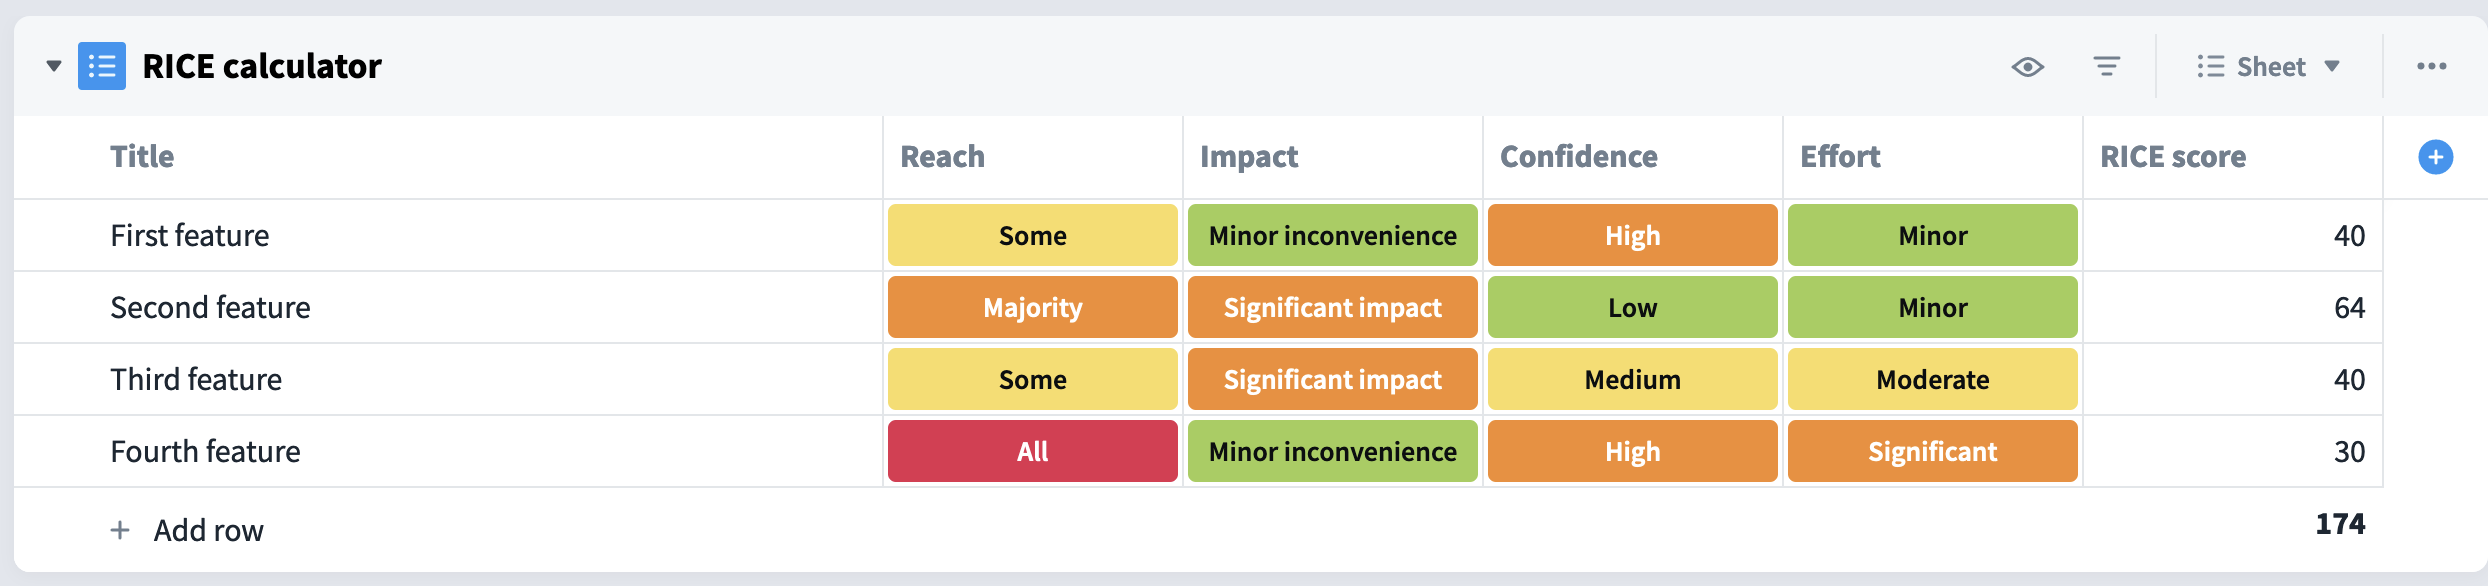 RICE calculator Sheet
Title Reach Impact Confidence Effort RICE score
First feature Some Minor inconvenience High Minor 40
Second feature Majority Significant impact Low Minor 64
Third feature Some Significant impact Medium Moderate 40
Fourth feature All Minor inconvenience High Significant 30
+ Add row 174